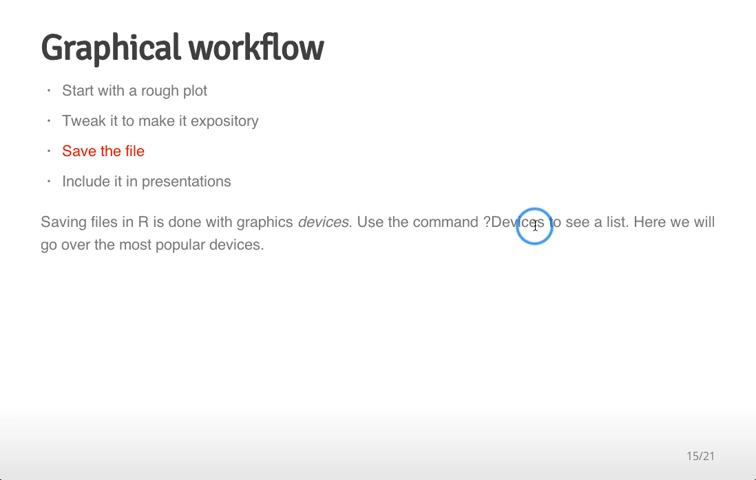 Graphical workflow
· Start with a rough plot
· Tweak it to make it expository
· Save the file
· Include it in presentations
Saving files in R is done with graphics devices. Use the command ?Devices to see a list. Here we will
go over the most popular devices.
15/21